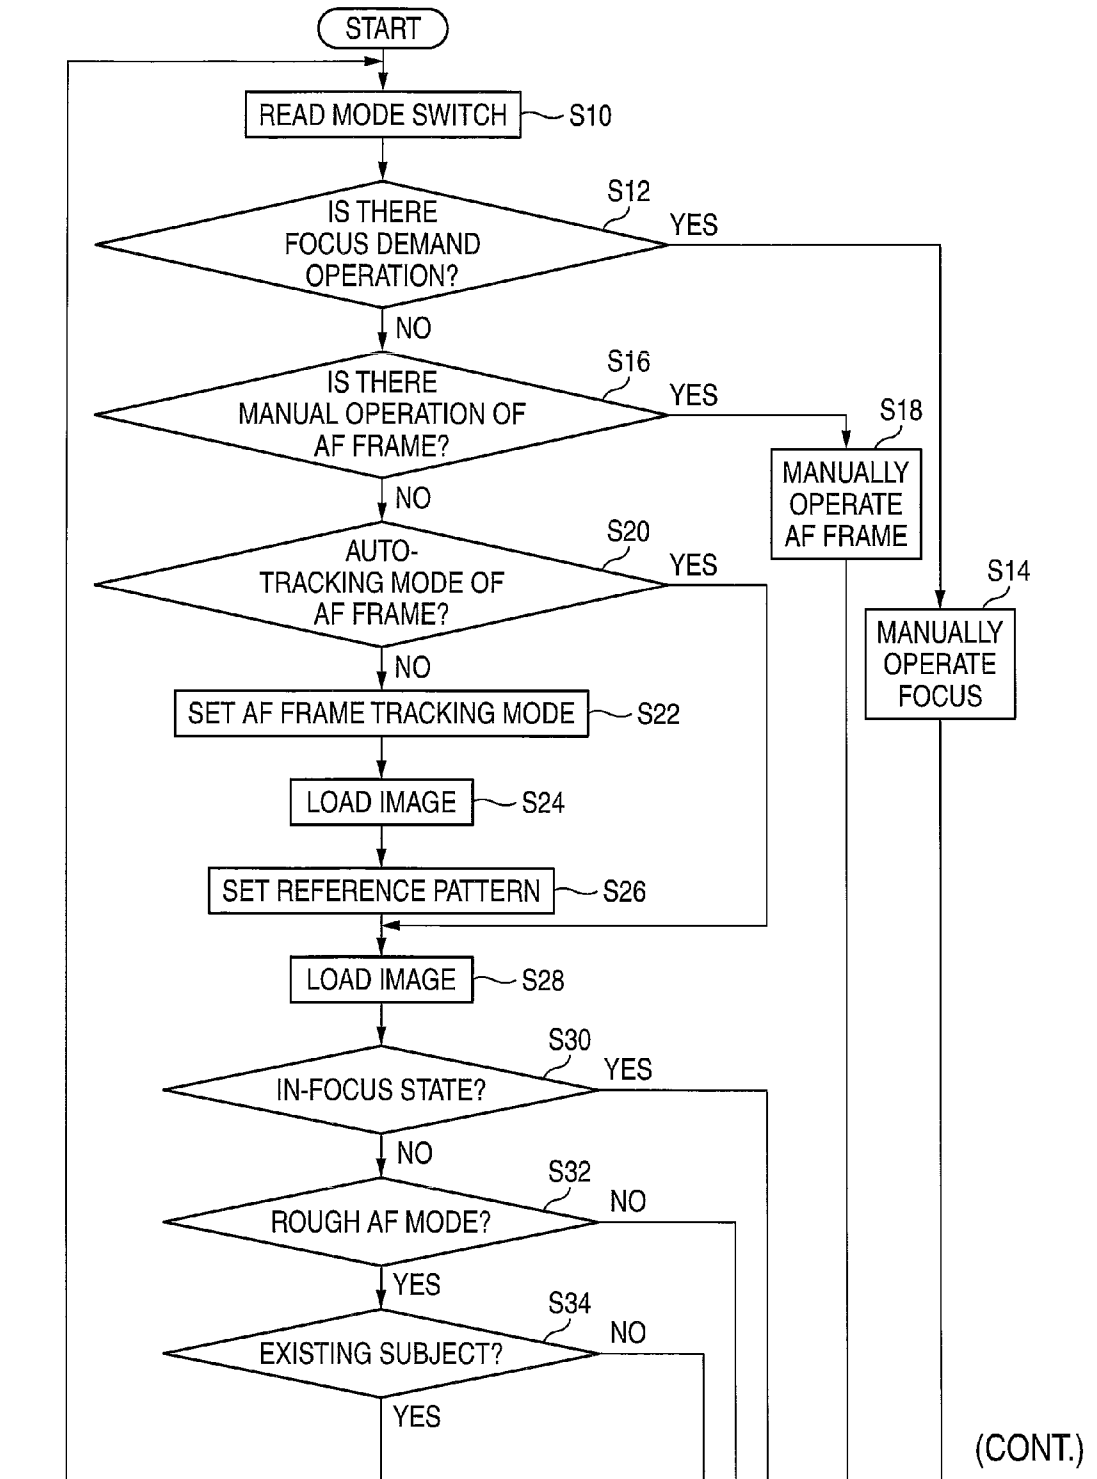 START
READ MODE SWITCH
S10
IS THERE
FOCUS DEMAND
OPERATION?
S12
YES
NO
IS THERE
MANUAL OPERATION OF
AF FRAME?
S16
YES
NO
S18
MANUALLY
OPERATE
AF FRAME
AUTO-
TRACKING MODE OF
AF FRAME?
S20
YES
NO
S14
MANUALLY
OPERATE
FOCUS
SET AF FRAME TRACKING MODE
S22
LOAD IMAGE
S24
SET REFERENCE PATTERN
S26
LOAD IMAGE
S28
IN-FOCUS STATE?
S30
YES
NO
ROUGH AF MODE?
S32
NO
YES
EXISTING SUBJECT?
S34
NO
YES
(CONT.)